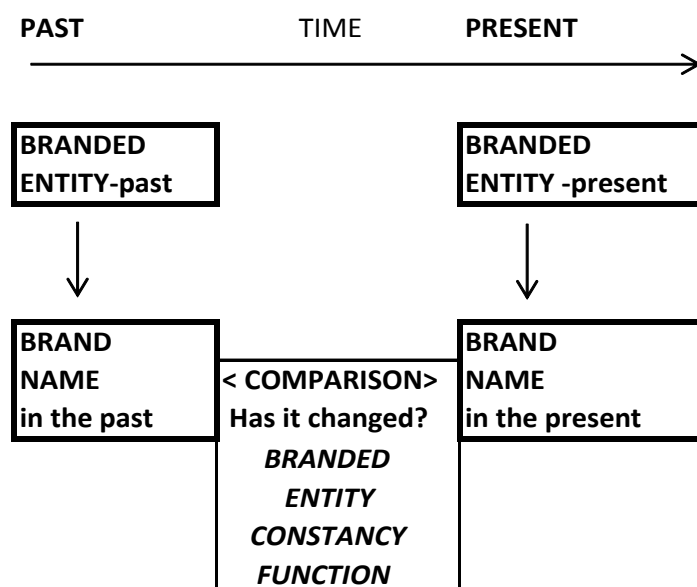 PAST TIME PRESENT
BRANDED
ENTITY-past
BRANDED
ENTITY -present
BRAND
NAME
in the past
< COMPARISON>
Has it changed?
BRANDED
ENTITY
CONSTANCY
FUNCTION
BRAND
NAME
in the present